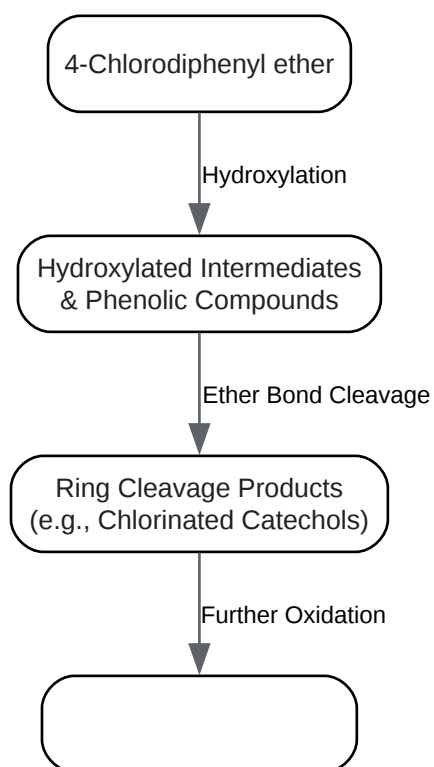 4-Chlorodiphenyl ether
Hydroxylation
Hydroxylated Intermediates
& Phenolic Compounds
Ether Bond Cleavage
Ring Cleavage Products
(e.g., Chlorinated Catechols)
Further Oxidation